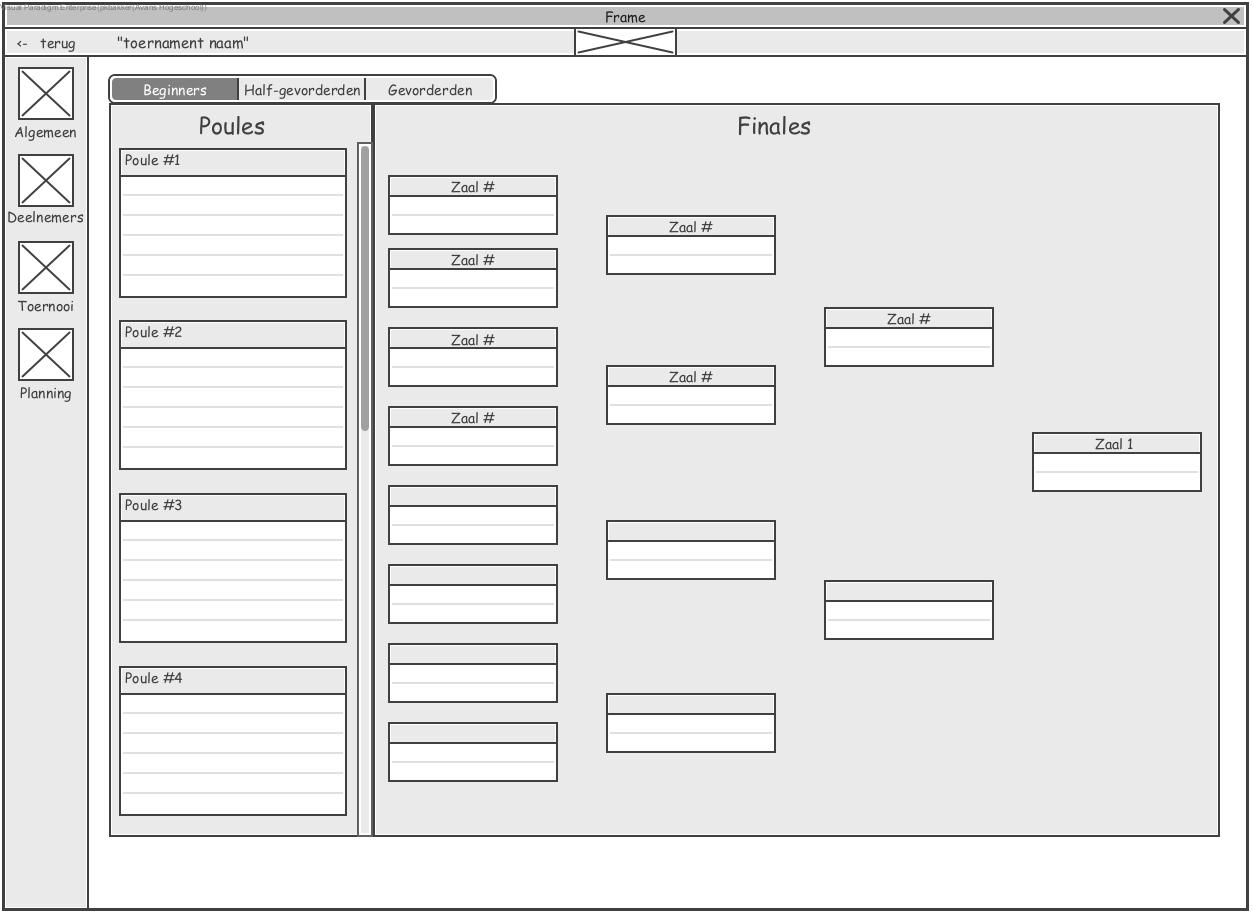 Visual Paradigm Enterprise(pkbakker(Avans Hogeschool))
Frame
<- terug
"toernament naam"
Algemeen
Deelnemers
Toernooi
Planning
Beginners
Half-gevorderden
Gevorderden
Poules
Poule #1
Poule #2
Poule #3
Poule #4
Finales
Zaal #
Zaal #
Zaal #
Zaal #
Zaal #
Zaal #
Zaal #
Zaal 1